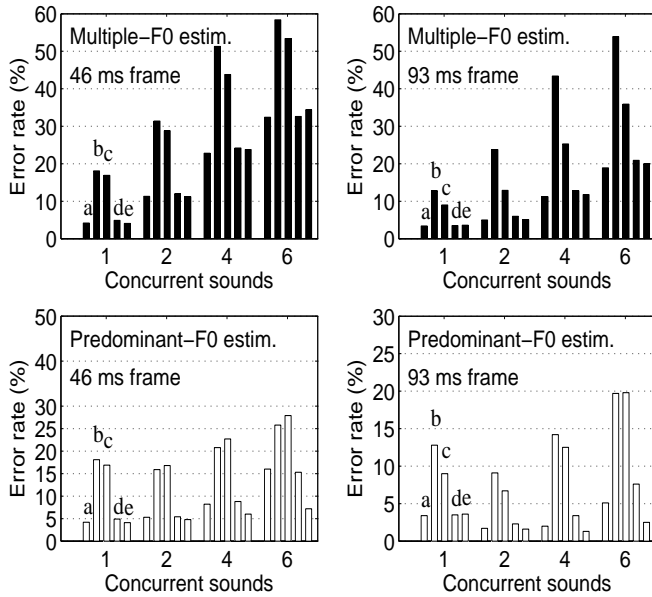 60
50
40
30
20
10
0
Error rate (%)
Multiple−F0 estim.
46 ms frame
a
b
c
d
e
1
2
4
6
Concurrent sounds
60
50
40
30
20
10
0
Error rate (%)
Multiple−F0 estim.
93 ms frame
a
b
c
d
e
1
2
4
6
Concurrent sounds
50
40
30
25
20
15
10
5
0
Error rate (%)
Predominant−F0 estim.
46 ms frame
a
b
c
d
e
1
2
4
6
Concurrent sounds
30
25
20
15
10
5
0
Error rate (%)
Predominant−F0 estim.
93 ms frame
a
b
c
d
e
1
2
4
6
Concurrent sounds